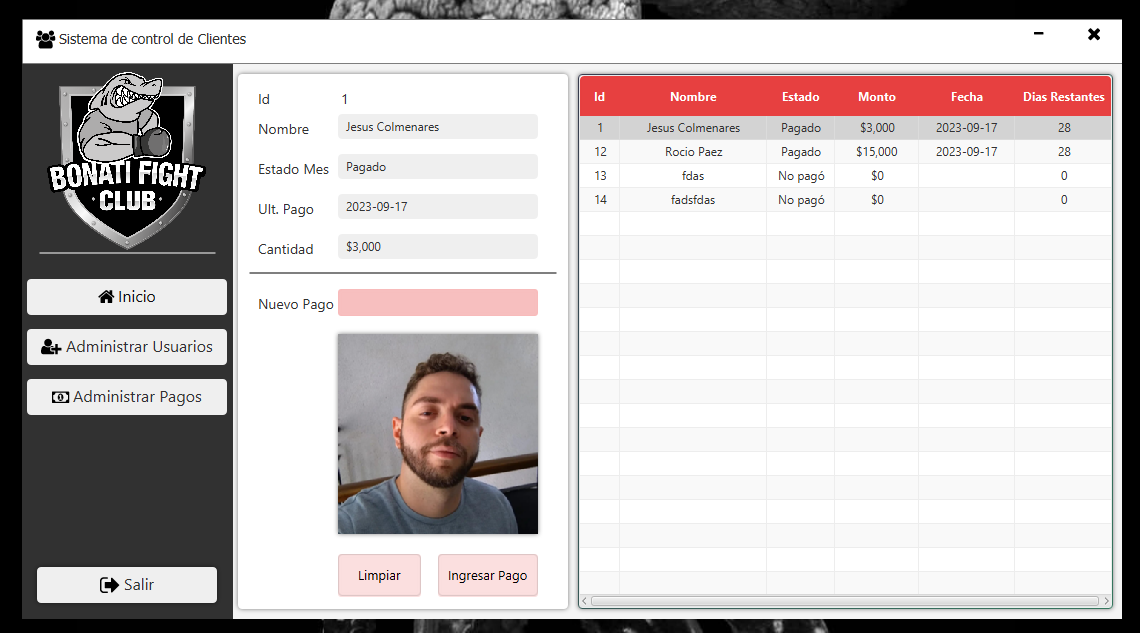 Sistema de control de Clientes
BONATI FIGHT
·CLUB·
Inicio
Administrar Usuarios
Administrar Pagos
Salir
Id 1
Nombre Jesus Colmenares
Estado Mes Pagado
Ult. Pago 2023-09-17
Cantidad $3,000
Nuevo Pago
Limpiar Ingresar Pago
Id Nombre Estado Monto Fecha Dias Restantes
1 Jesus Colmenares Pagado $3,000 2023-09-17 28
12 Rocio Paez Pagado $15,000 2023-09-17 28
13 fdas No pagó $0 0
14 fadsfdas No pagó $0 0